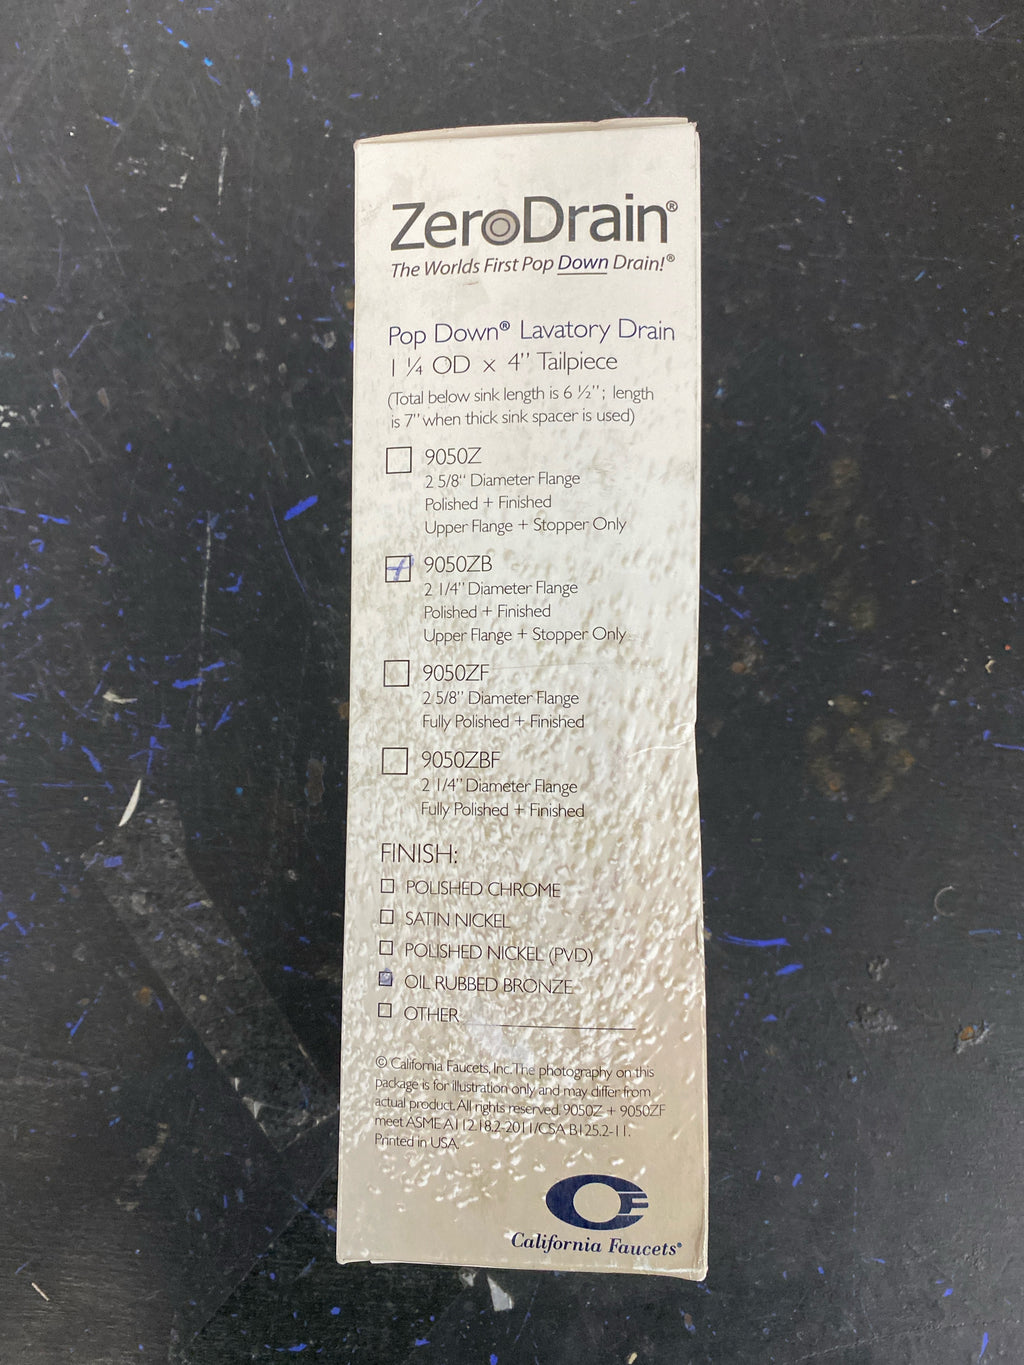 ZeroDrain®
The Worlds First Pop Down Drain!®
Pop Down® Lavatory Drain
1 ¼ OD x 4" Tailpiece
(Total below sink length is 6 ½"; length
is 7" when thick sink spacer is used)
9050Z
2 5/8" Diameter Flange
Polished + Finished
Upper Flange + Stopper Only
9050ZB
2 1/4" Diameter Flange
Polished + Finished
Upper Flange + Stopper Only
9050ZF
2 5/8" Diameter Flange
Fully Polished + Finished
9050ZBF
2 1/4" Diameter Flange
Fully Polished + Finished
FINISH:
POLISHED CHROME
SATIN NICKEL
POLISHED NICKEL (PVD)
OIL RUBBED BRONZE
OTHER
© California Faucets, Inc. The photography on this
package is for illustration only and may differ from
actual product. All rights reserved. 9050Z + 9050ZF
meet ASME A112.18.2-2011/CSA B125.2-11.
Printed in USA.
CF
California Faucets®